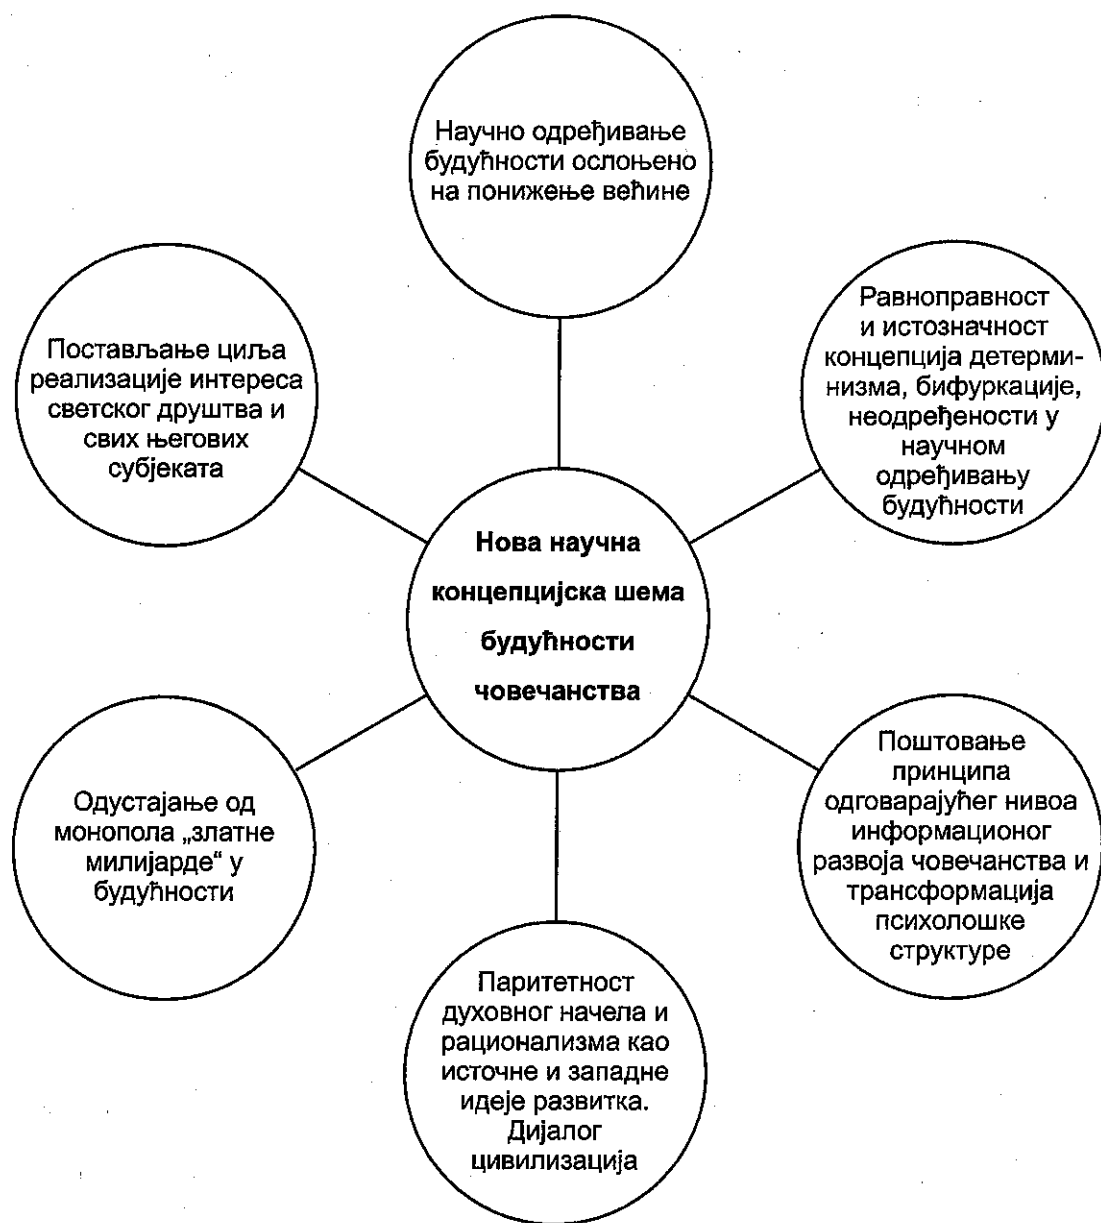 Научно одређивање
будућности ослоњено
на понижење већине
Постављање циља
реализације интереса
светског друштва и
свих његових
субјеката
Равноправност
и истозначност
концепција детерми-
низма, бифуркације,
неодређености у
научном
одређивању
будућности
Нова научна
концепцијска шема
будућности
човечанства
Одустајање од
монопола „златне
милијарде“ у
будућности
Поштовање
принципа
одговарајућег нивоа
информационог
развоја човечанства и
трансформација
психолошке
структуре
Паритетност
духовног начела и
рационализма као
источне и западне
идеје развитка.
Дијалог
цивилизација